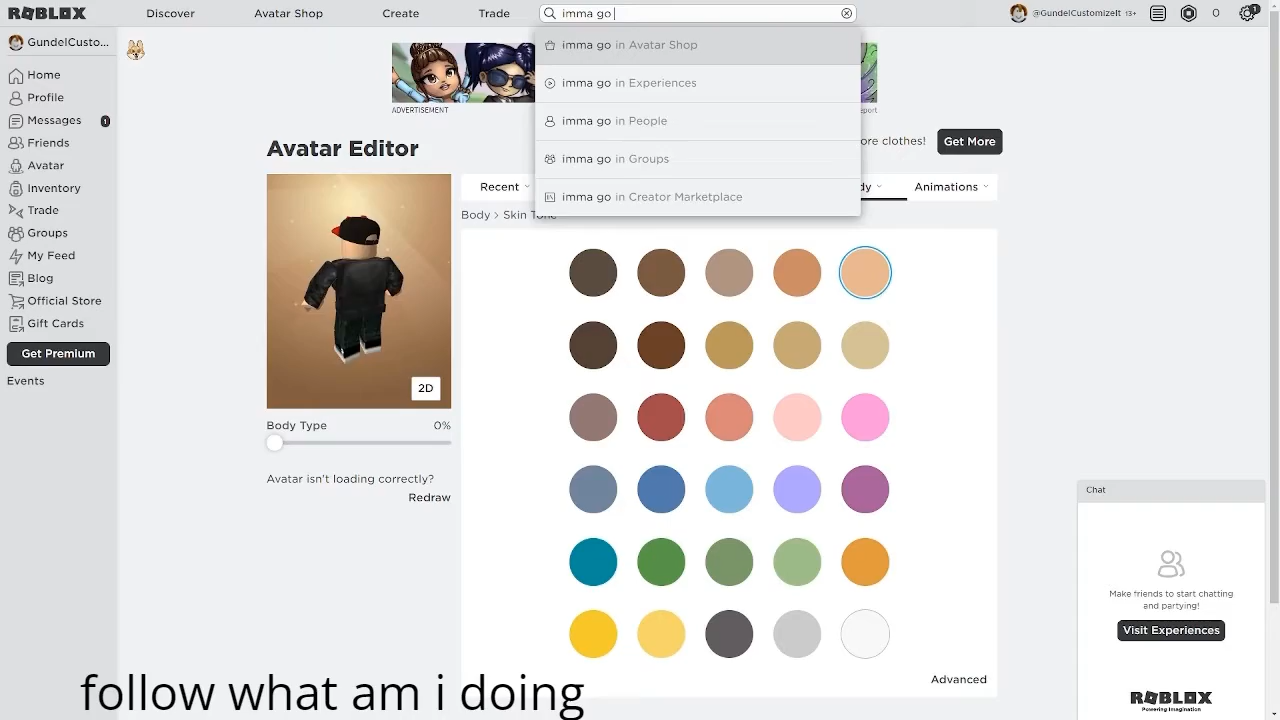 ROBLOX
Discover
Avatar Shop
Create
Trade
imma go
@GundelCustomizeIt 13+
0
1
GundelCusto...
Home
Profile
Messages 1
Friends
Avatar
Inventory
Trade
Groups
My Feed
Blog
Official Store
Gift Cards
Get Premium
Events
imma go in Avatar Shop
imma go in Experiences
imma go in People
imma go in Groups
imma go in Creator Marketplace
ADVERTISEMENT
Avatar Editor
clothes!
Get More
Recent
Animations
Body > Skin Tone
2D
Body Type 0%
Avatar isn't loading correctly?
Redraw
Advanced
Chat
Make friends to start chatting
and partying!
Visit Experiences
ROBLOX
Powering Imagination
follow what am i doing